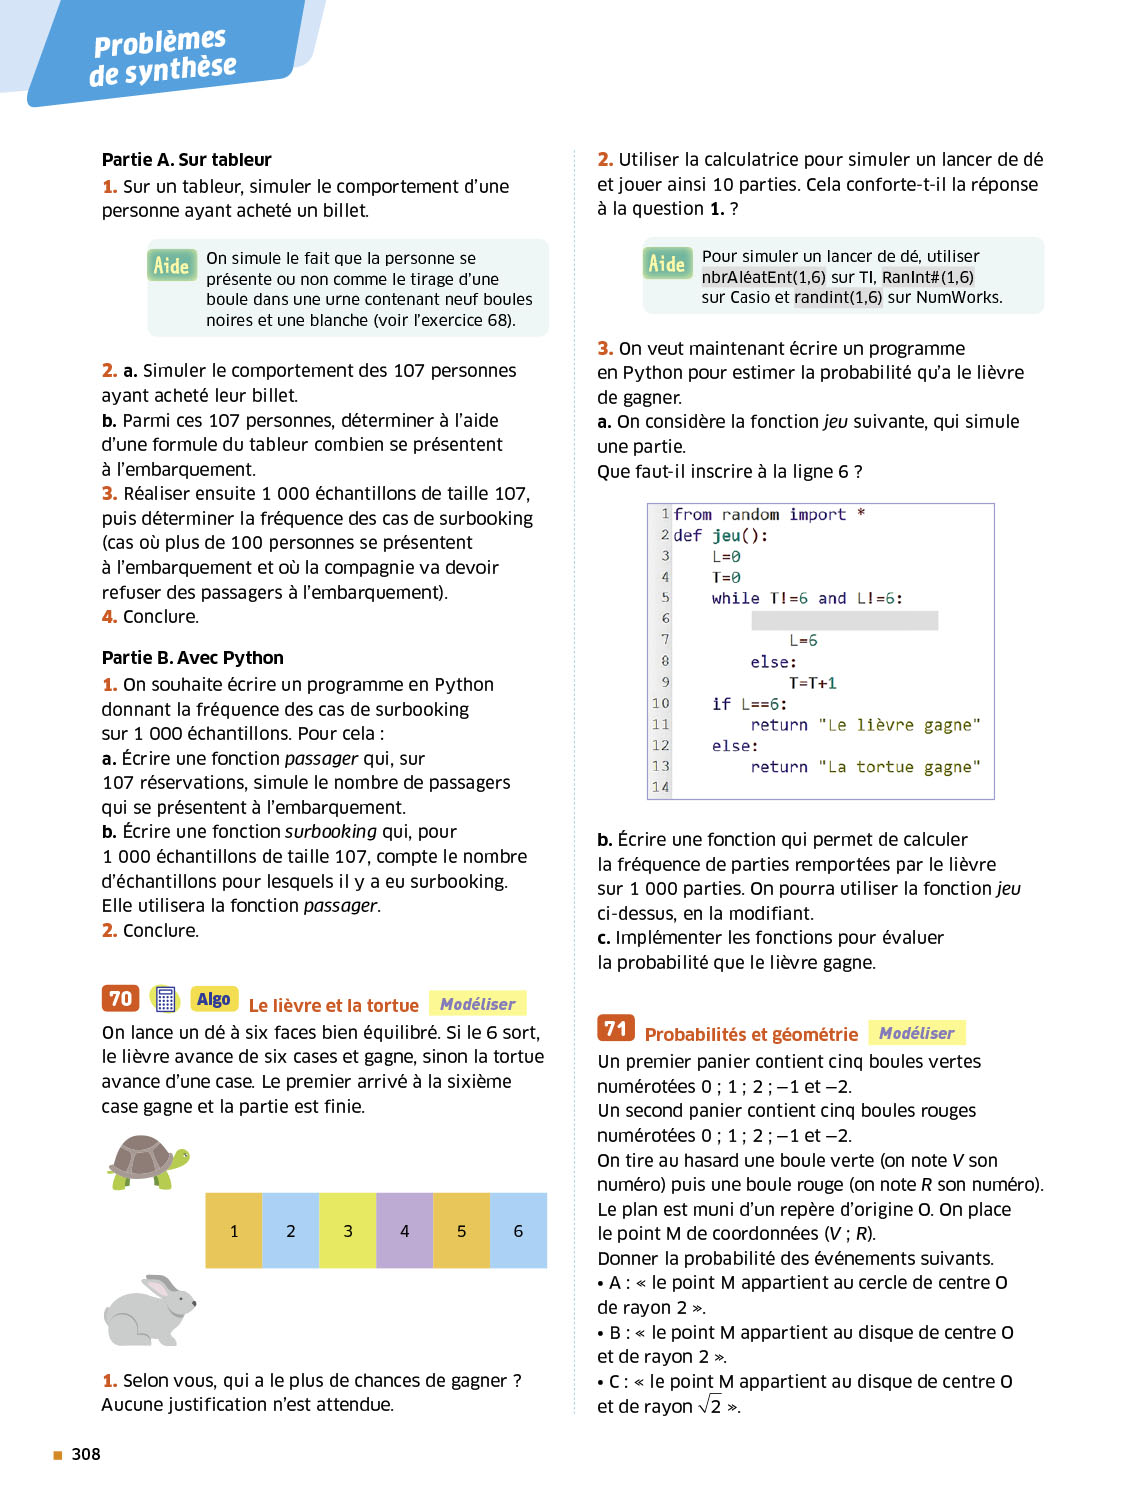 Problèmes
de synthèse
Partie A. Sur tableur
1. Sur un tableur, simuler le comportement d'une
personne ayant acheté un billet.
Aide
On simule le fait que la personne se
présente ou non comme le tirage d'une
boule dans une urne contenant neuf boules
noires et une blanche (voir l'exercice 68).
2. a. Simuler le comportement des 107 personnes
ayant acheté leur billet.
b. Parmi ces 107 personnes, déterminer à l'aide
d'une formule du tableur combien se présentent
à l'embarquement.
3. Réaliser ensuite 1 000 échantillons de taille 107,
puis déterminer la fréquence des cas de surbooking
(cas où plus de 100 personnes se présentent
à l'embarquement et où la compagnie va devoir
refuser des passagers à l'embarquement).
4. Conclure.
Partie B. Avec Python
1. On souhaite écrire un programme en Python
donnant la fréquence des cas de surbooking
sur 1 000 échantillons. Pour cela :
a. Écrire une fonction passager qui, sur
107 réservations, simule le nombre de passagers
qui se présentent à l'embarquement.
b. Écrire une fonction surbooking qui, pour
1 000 échantillons de taille 107, compte le nombre
d'échantillons pour lesquels il y a eu surbooking.
Elle utilisera la fonction passager.
2. Conclure.
70 Algo Le lièvre et la tortue Modéliser
On lance un dé à six faces bien équilibré. Si le 6 sort,
le lièvre avance de six cases et gagne, sinon la tortue
avance d'une case. Le premier arrivé à la sixième
case gagne et la partie est finie.
1 2 3 4 5 6
1. Selon vous, qui a le plus de chances de gagner ?
Aucune justification n'est attendue.
2. Utiliser la calculatrice pour simuler un lancer de dé
et jouer ainsi 10 parties. Cela conforte-t-il la réponse
à la question 1. ?
Aide
Pour simuler un lancer de dé, utiliser
nbrAléatEnt(1,6) sur TI, RanInt#(1,6)
sur Casio et randint(1,6) sur NumWorks.
3. On veut maintenant écrire un programme
en Python pour estimer la probabilité qu'a le lièvre
de gagner.
a. On considère la fonction jeu suivante, qui simule
une partie.
Que faut-il inscrire à la ligne 6 ?
1 from random import *
2 def jeu():
3 L=0
4 T=0
5 while T!=6 and L!=6:
6
7 L=6
8 else:
9 T=T+1
10 if L==6:
11 return "Le lièvre gagne"
12 else:
13 return "La tortue gagne"
14
b. Écrire une fonction qui permet de calculer
la fréquence de parties remportées par le lièvre
sur 1 000 parties. On pourra utiliser la fonction jeu
ci-dessus, en la modifiant.
c. Implémenter les fonctions pour évaluer
la probabilité que le lièvre gagne.
71 Probabilités et géométrie Modéliser
Un premier panier contient cinq boules vertes
numérotées 0 ; 1 ; 2 ; −1 et −2.
Un second panier contient cinq boules rouges
numérotées 0 ; 1 ; 2 ; −1 et −2.
On tire au hasard une boule verte (on note V son
numéro) puis une boule rouge (on note R son numéro).
Le plan est muni d'un repère d'origine O. On place
le point M de coordonnées (V ; R).
Donner la probabilité des événements suivants.
• A : « le point M appartient au cercle de centre O
de rayon 2 ».
• B : « le point M appartient au disque de centre O
et de rayon 2 ».
• C : « le point M appartient au disque de centre O
et de rayon √2 ».
308